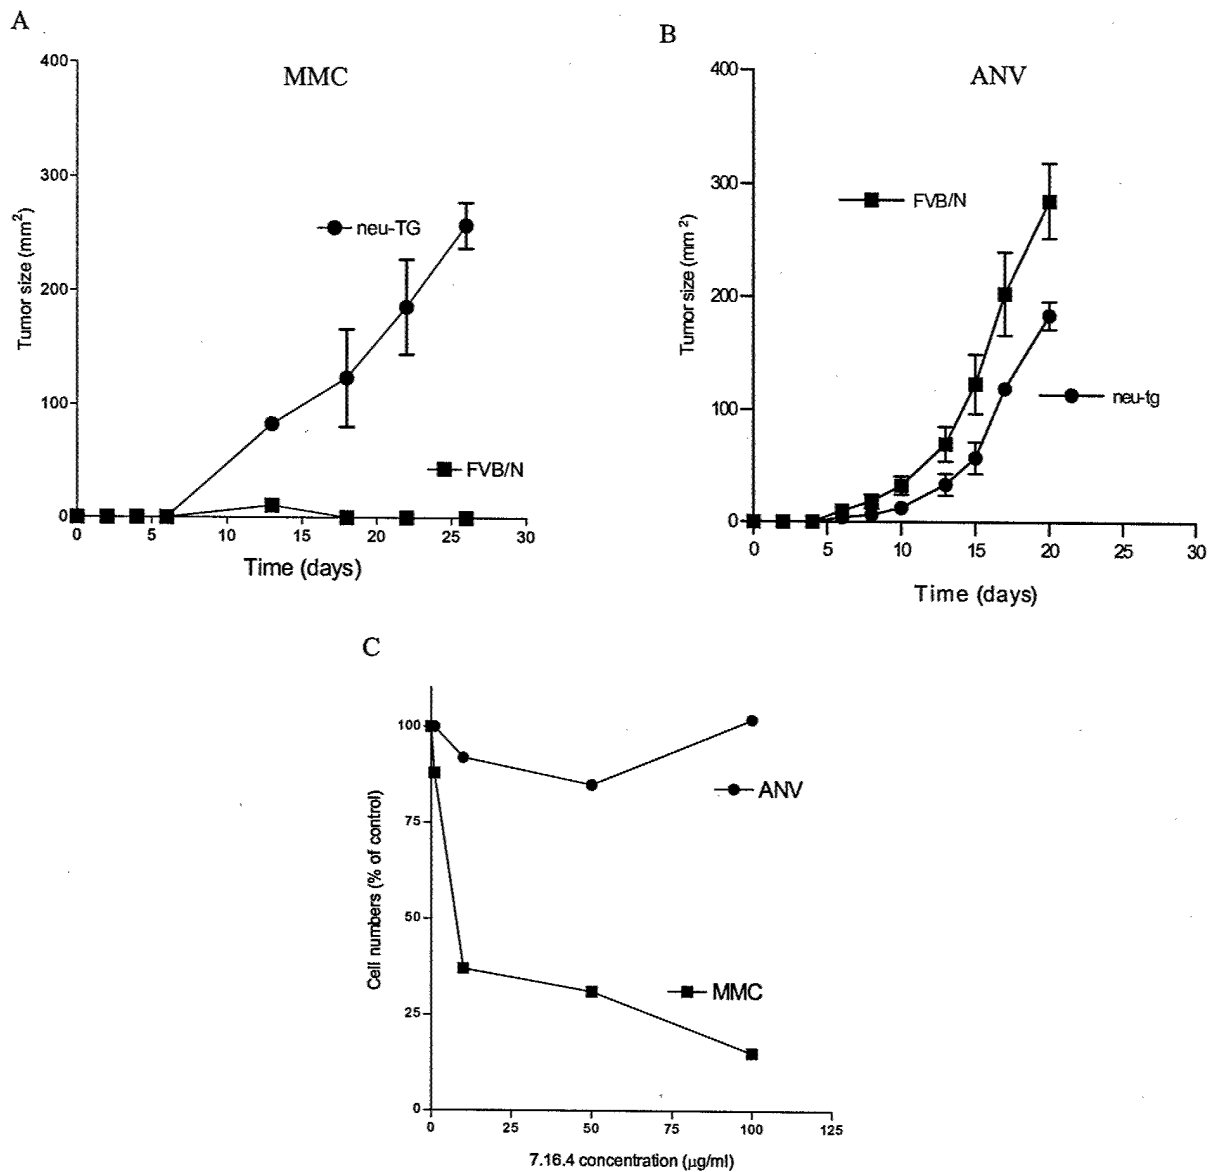 A
MMC
400
300
200
100
0
neu-TG
FVB/N
0 5 10 15 20 25 30
Tumor size (mm²)
Time (days)
B
ANV
400
300
200
100
0
FVB/N
neu-tg
0 5 10 15 20 25 30
Tumor size (mm²)
Time (days)
C
100
75
50
25
0
ANV
MMC
0 25 50 75 100 125
Cell numbers (% of control)
7.16.4 concentration (µg/ml)